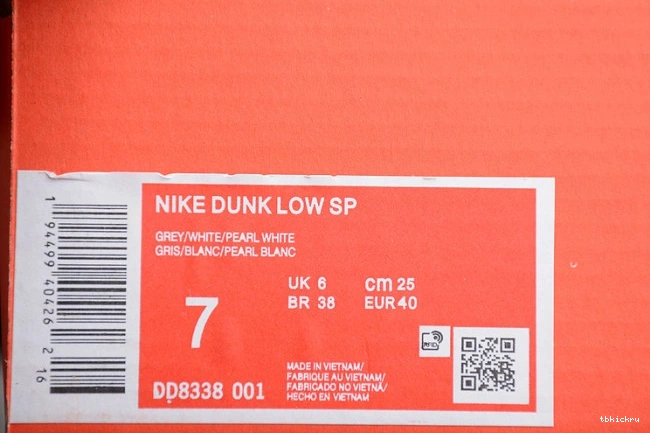 NIKE DUNK LOW SP
GREY/WHITE/PEARL WHITE
GRIS/BLANC/PEARL BLANC
UK 6 cm 25
BR 38 EUR 40
7
DD8338 001
MADE IN VIETNAM/
FABRIQUE AU VIETNAM/
FABRICADO NO VIETNÃ/
HECHO EN VIETNAM
RFID
1 94499 40426 2 16
tbkickru